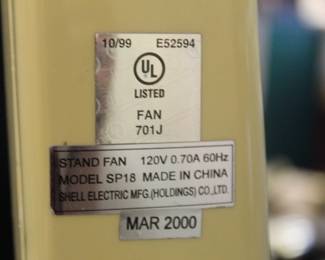 10/99 E52594
UL
LISTED
FAN
701J
STAND FAN 120V 0.70A 60Hz
MODEL SP18 MADE IN CHINA
SHELL ELECTRIC MFG.(HOLDINGS) CO.,LTD.
MAR 2000